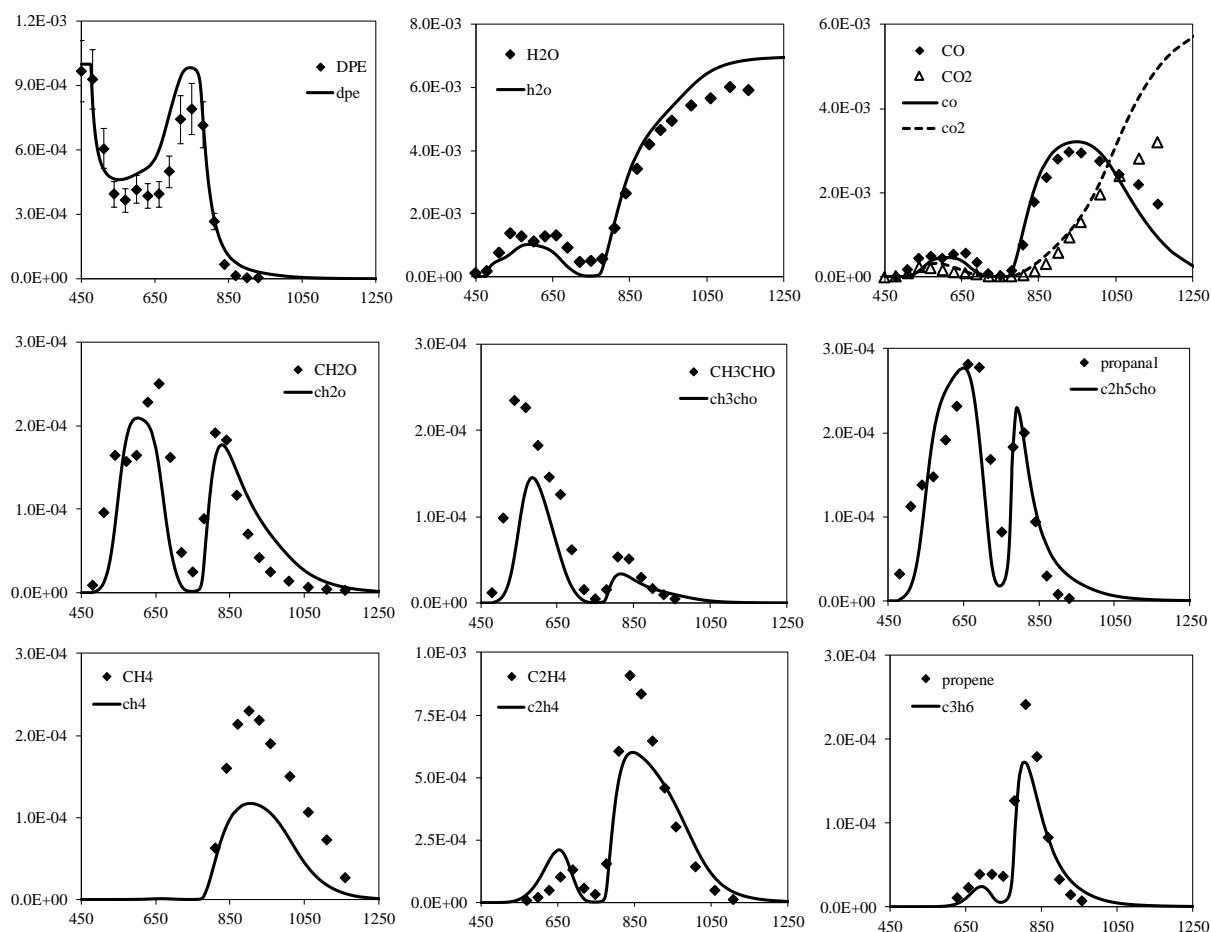 1.2E-03
9.0E-04
6.0E-04
3.0E-04
0.0E+00
450 650 850 1050 1250
DPE
dpe
8.0E-03
6.0E-03
4.0E-03
2.0E-03
0.0E+00
450 650 850 1050 1250
H2O
h2o
6.0E-03
4.0E-03
2.0E-03
0.0E+00
450 650 850 1050 1250
CO
CO2
co
co2
3.0E-04
2.0E-04
1.0E-04
0.0E+00
450 650 850 1050 1250
CH2O
ch2o
3.0E-04
2.0E-04
1.0E-04
0.0E+00
450 650 850 1050 1250
CH3CHO
ch3cho
3.0E-04
2.0E-04
1.0E-04
0.0E+00
450 650 850 1050 1250
propanal
c2h5cho
3.0E-04
2.0E-04
1.0E-04
0.0E+00
450 650 850 1050 1250
CH4
ch4
1.0E-03
7.5E-04
5.0E-04
2.5E-04
0.0E+00
450 650 850 1050 1250
C2H4
c2h4
3.0E-04
2.0E-04
1.0E-04
0.0E+00
450 650 850 1050 1250
propene
c3h6